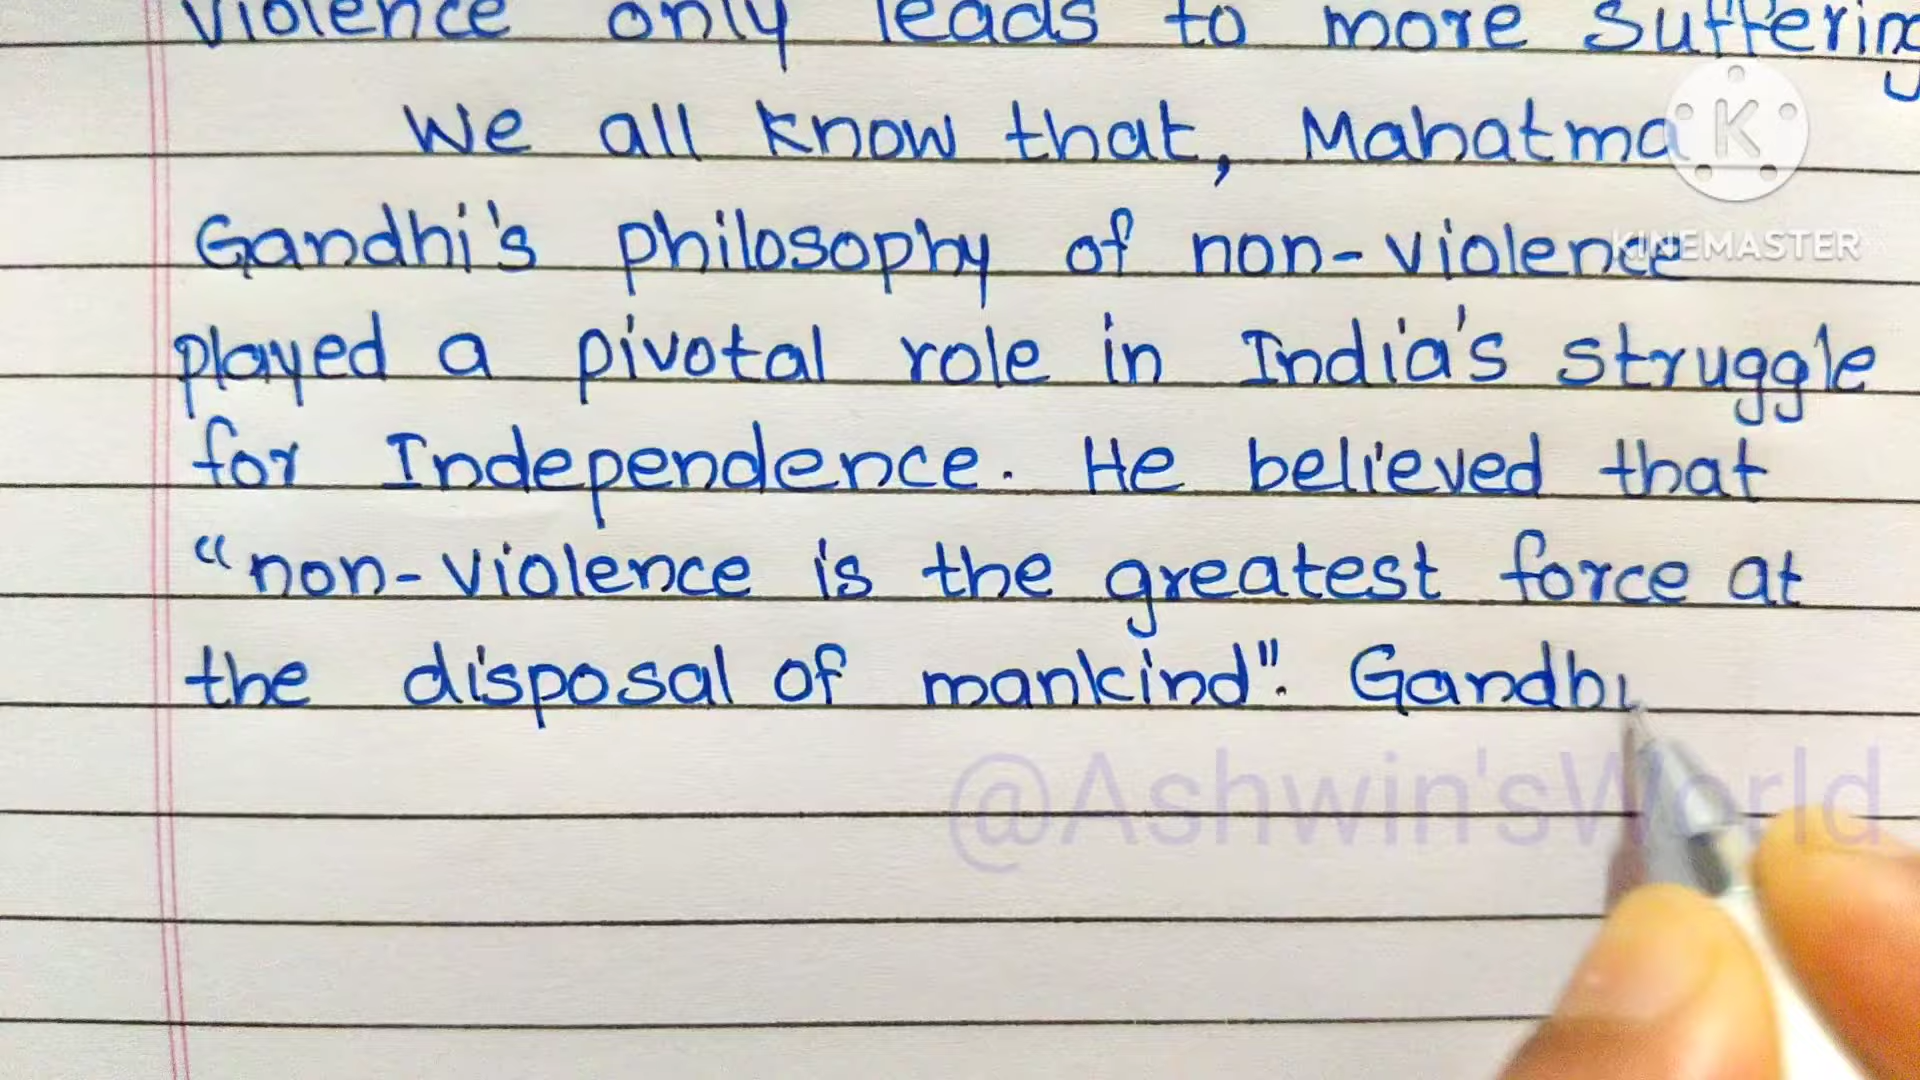 Violence only leads to more suffering
We all know that, Mahatma
Gandhi's philosophy of non-violence
played a pivotal role in India's struggle
for Independence. He believed that
"non-violence is the greatest force at
the disposal of mankind". Gandhi
K
KINEMASTER
@Ashwin'sWorld